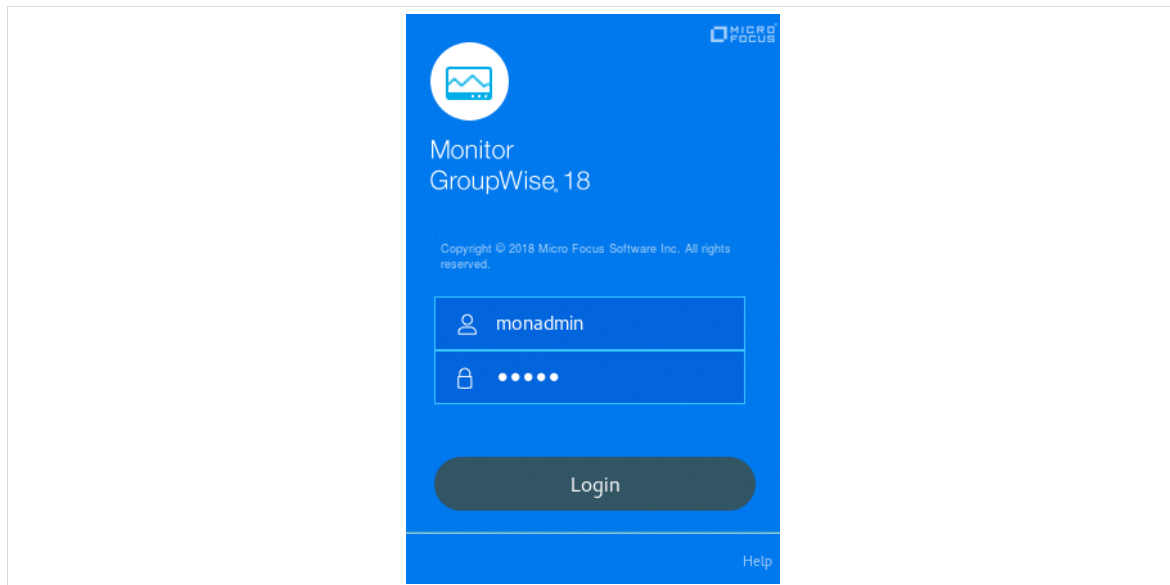 MICRO
FOCUS
Monitor
GroupWise® 18
Copyright © 2018 Micro Focus Software Inc. All rights
reserved.
monadmin
•••••
Login
Help